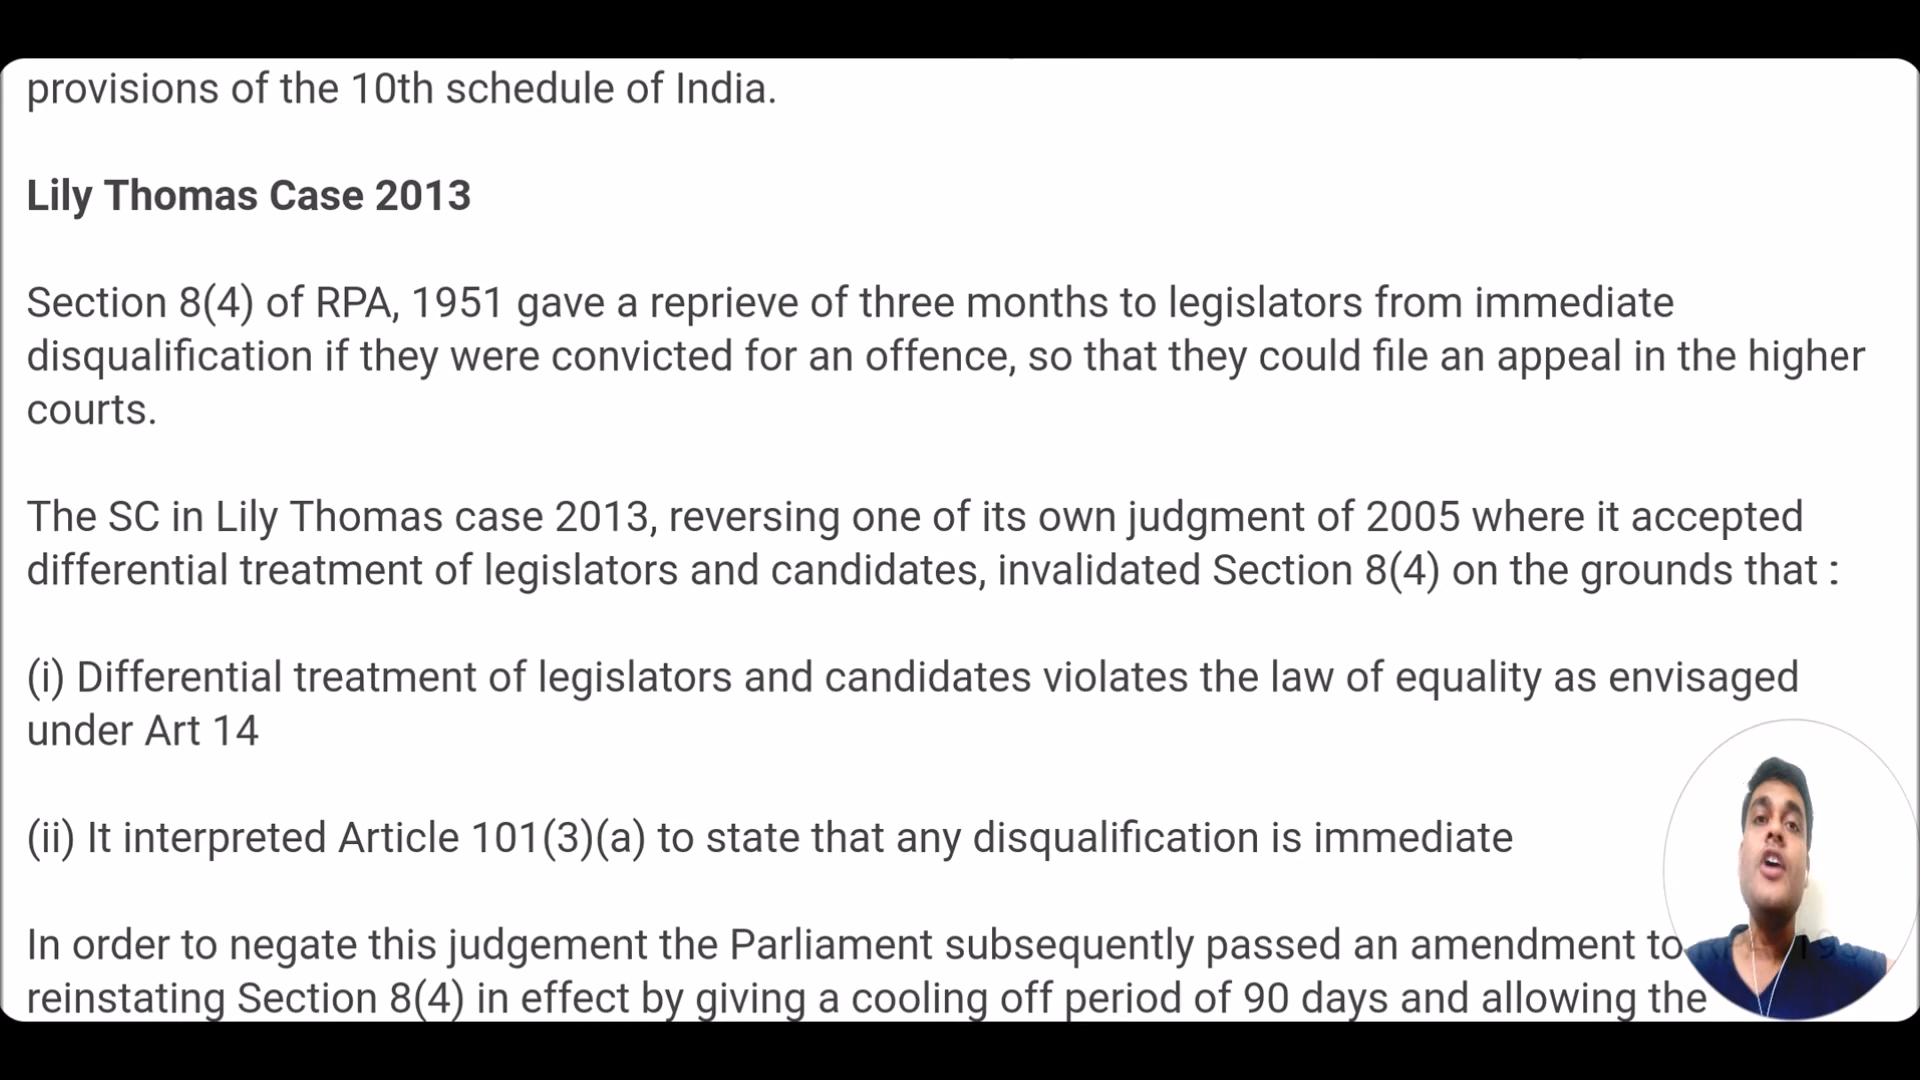 provisions of the 10th schedule of India.
Lily Thomas Case 2013
Section 8(4) of RPA, 1951 gave a reprieve of three months to legislators from immediate
disqualification if they were convicted for an offence, so that they could file an appeal in the higher
courts.
The SC in Lily Thomas case 2013, reversing one of its own judgment of 2005 where it accepted
differential treatment of legislators and candidates, invalidated Section 8(4) on the grounds that :
(i) Differential treatment of legislators and candidates violates the law of equality as envisaged
under Art 14
(ii) It interpreted Article 101(3)(a) to state that any disqualification is immediate
In order to negate this judgement the Parliament subsequently passed an amendment to
reinstating Section 8(4) in effect by giving a cooling off period of 90 days and allowing the